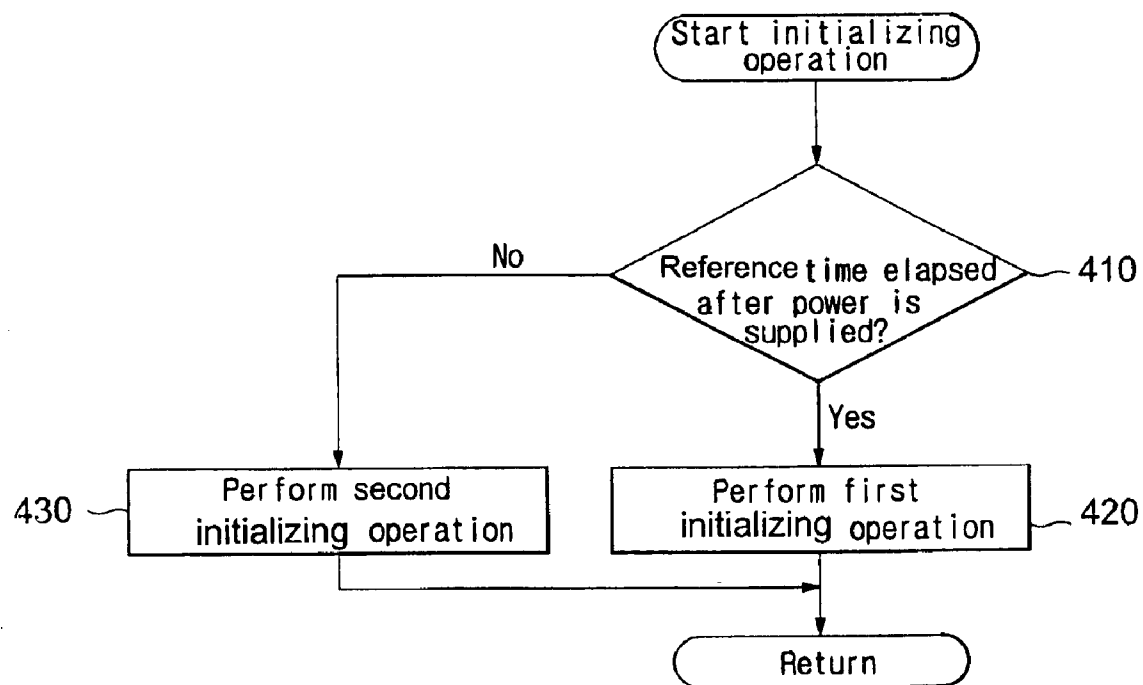 Start initializing
operation
No
Reference time elapsed
after power is
supplied?
410
Yes
430
Perform second
initializing operation
Perform first
initializing operation
420
Return